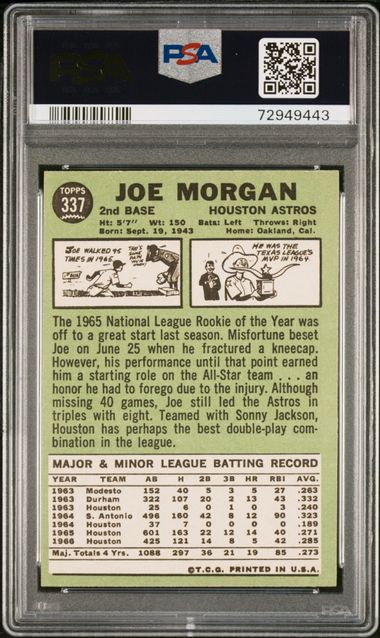 PSA
PSA
72949443
TOPPS
337
JOE MORGAN
2nd BASE HOUSTON ASTROS
Ht: 5'7" Wt: 150 Bats: Left Throws: Right
Born: Sept. 19, 1943 Home: Oakland, Cal.
JOE WALKED 95
TIMES IN 1965
HE WAS THE
TEXAS LEAGUE'S
MVP IN 1964.
The 1965 National League Rookie of the Year was
off to a great start last season. Misfortune beset
Joe on June 25 when he fractured a kneecap.
However, his performance until that point earned
him a starting role on the All-Star team . . . an
honor he had to forego due to the injury. Although
missing 40 games, Joe still led the Astros in
triples with eight. Teamed with Sonny Jackson,
Houston has perhaps the best double-play com-
bination in the league.
MAJOR & MINOR LEAGUE BATTING RECORD
YEAR TEAM AB H 2B 3B HR RBI AVG.
1963 Modesto 152 40 5 3 5 27 .263
1963 Durham 322 107 20 2 13 43 .332
1963 Houston 25 6 0 1 0 3 .240
1964 S. Antonio 496 160 42 8 12 90 .323
1964 Houston 37 7 0 0 0 0 .189
1965 Houston 601 163 22 12 14 40 .271
1966 Houston 425 121 14 8 5 42 .285
Maj. Totals 4 Yrs. 1088 297 36 21 19 85 .273
©T.C.G. PRINTED IN U.S.A.